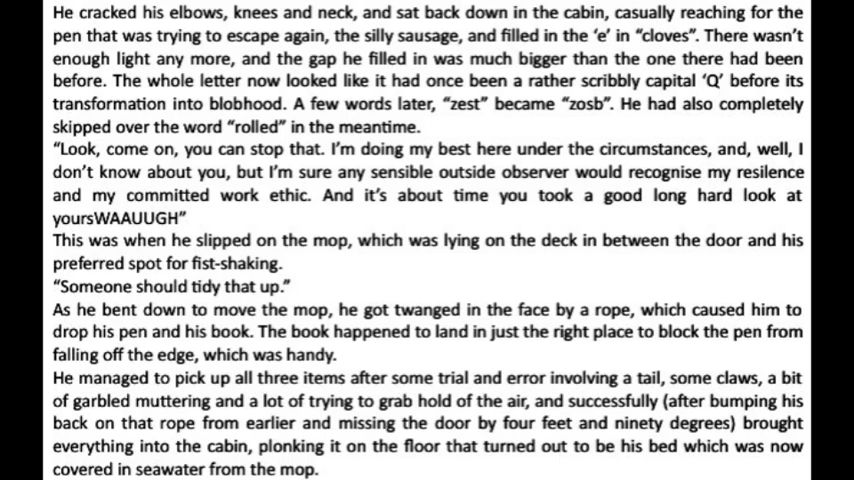 He cracked his elbows, knees and neck, and sat back down in the cabin, casually reaching for the
pen that was trying to escape again, the silly sausage, and filled in the ‘e’ in “cloves”. There wasn’t
enough light any more, and the gap he filled in was much bigger than the one there had been
before. The whole letter now looked like it had once been a rather scribbly capital ‘Q’ before its
transformation into blobhood. A few words later, “zest” became “zosb”. He had also completely
skipped over the word “rolled” in the meantime.
“Look, come on, you can stop that. I’m doing my best here under the circumstances, and, well, I
don’t know about you, but I’m sure any sensible outside observer would recognise my resilence
and my committed work ethic. And it’s about time you took a good long hard look at
yoursWAAUUGH”
This was when he slipped on the mop, which was lying on the deck in between the door and his
preferred spot for fist-shaking.
“Someone should tidy that up.”
As he bent down to move the mop, he got twanged in the face by a rope, which caused him to
drop his pen and his book. The book happened to land in just the right place to block the pen from
falling off the edge, which was handy.
He managed to pick up all three items after some trial and error involving a tail, some claws, a bit
of garbled muttering and a lot of trying to grab hold of the air, and successfully (after bumping his
back on that rope from earlier and missing the door by four feet and ninety degrees) brought
everything into the cabin, plonking it on the floor that turned out to be his bed which was now
covered in seawater from the mop.